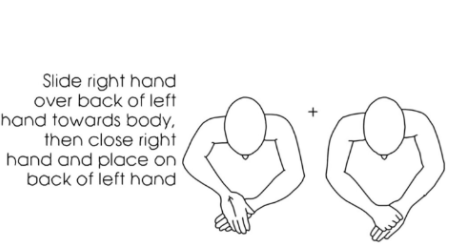 Slide right hand
over back of left
hand towards body,
then close right
hand and place on
back of left hand
+